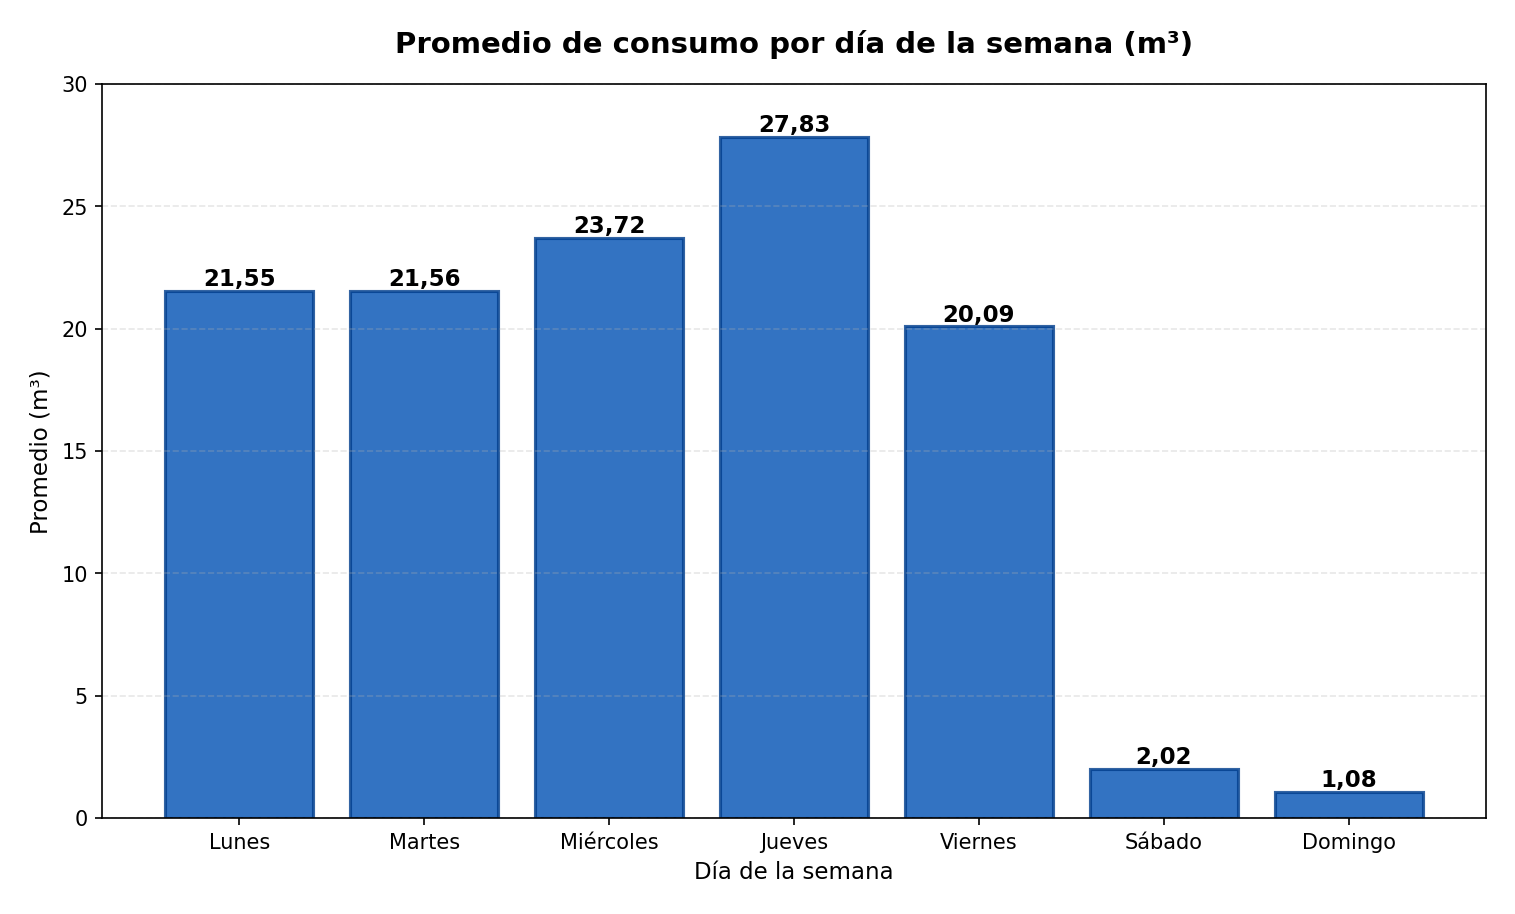 Promedio de consumo por día de la semana (m³)
30
25
20
15
10
5
0
Promedio (m³)
21,55
21,56
23,72
27,83
20,09
2,02
1,08
Lunes
Martes
Miércoles
Jueves
Viernes
Sábado
Domingo
Día de la semana